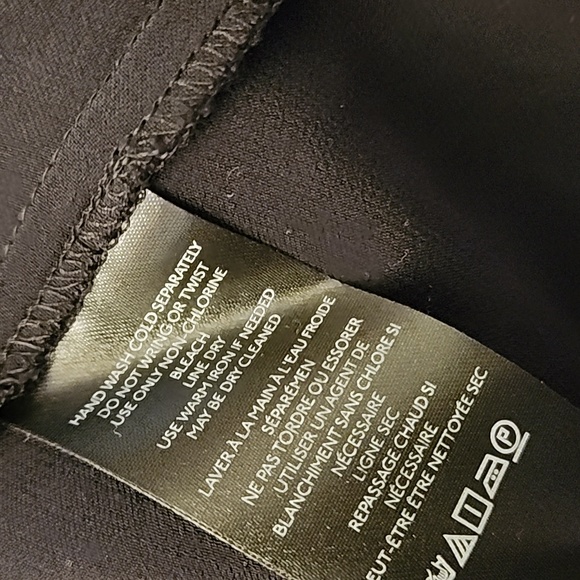 HAND WASH COLD SEPARATELY
DO NOT WRING OR TWIST
USE ONLY NON-CHLORINE
BLEACH
LINE DRY
USE WARM IRON IF NEEDED
MAY BE DRY CLEANED
LAVER À LA MAIN À L'EAU FROIDE
SÉPARÉMEN
NE PAS TORDRE OU ESSORER
UTILISER UN AGENT DE
BLANCHIMENT SANS CHLORE SI
NÉCESSAIRE
LIGNE SEC
REPASSAGE CHAUD SI
NÉCESSAIRE
EUT-ÊTRE ÊTRE NETTOYÉE SEC
P